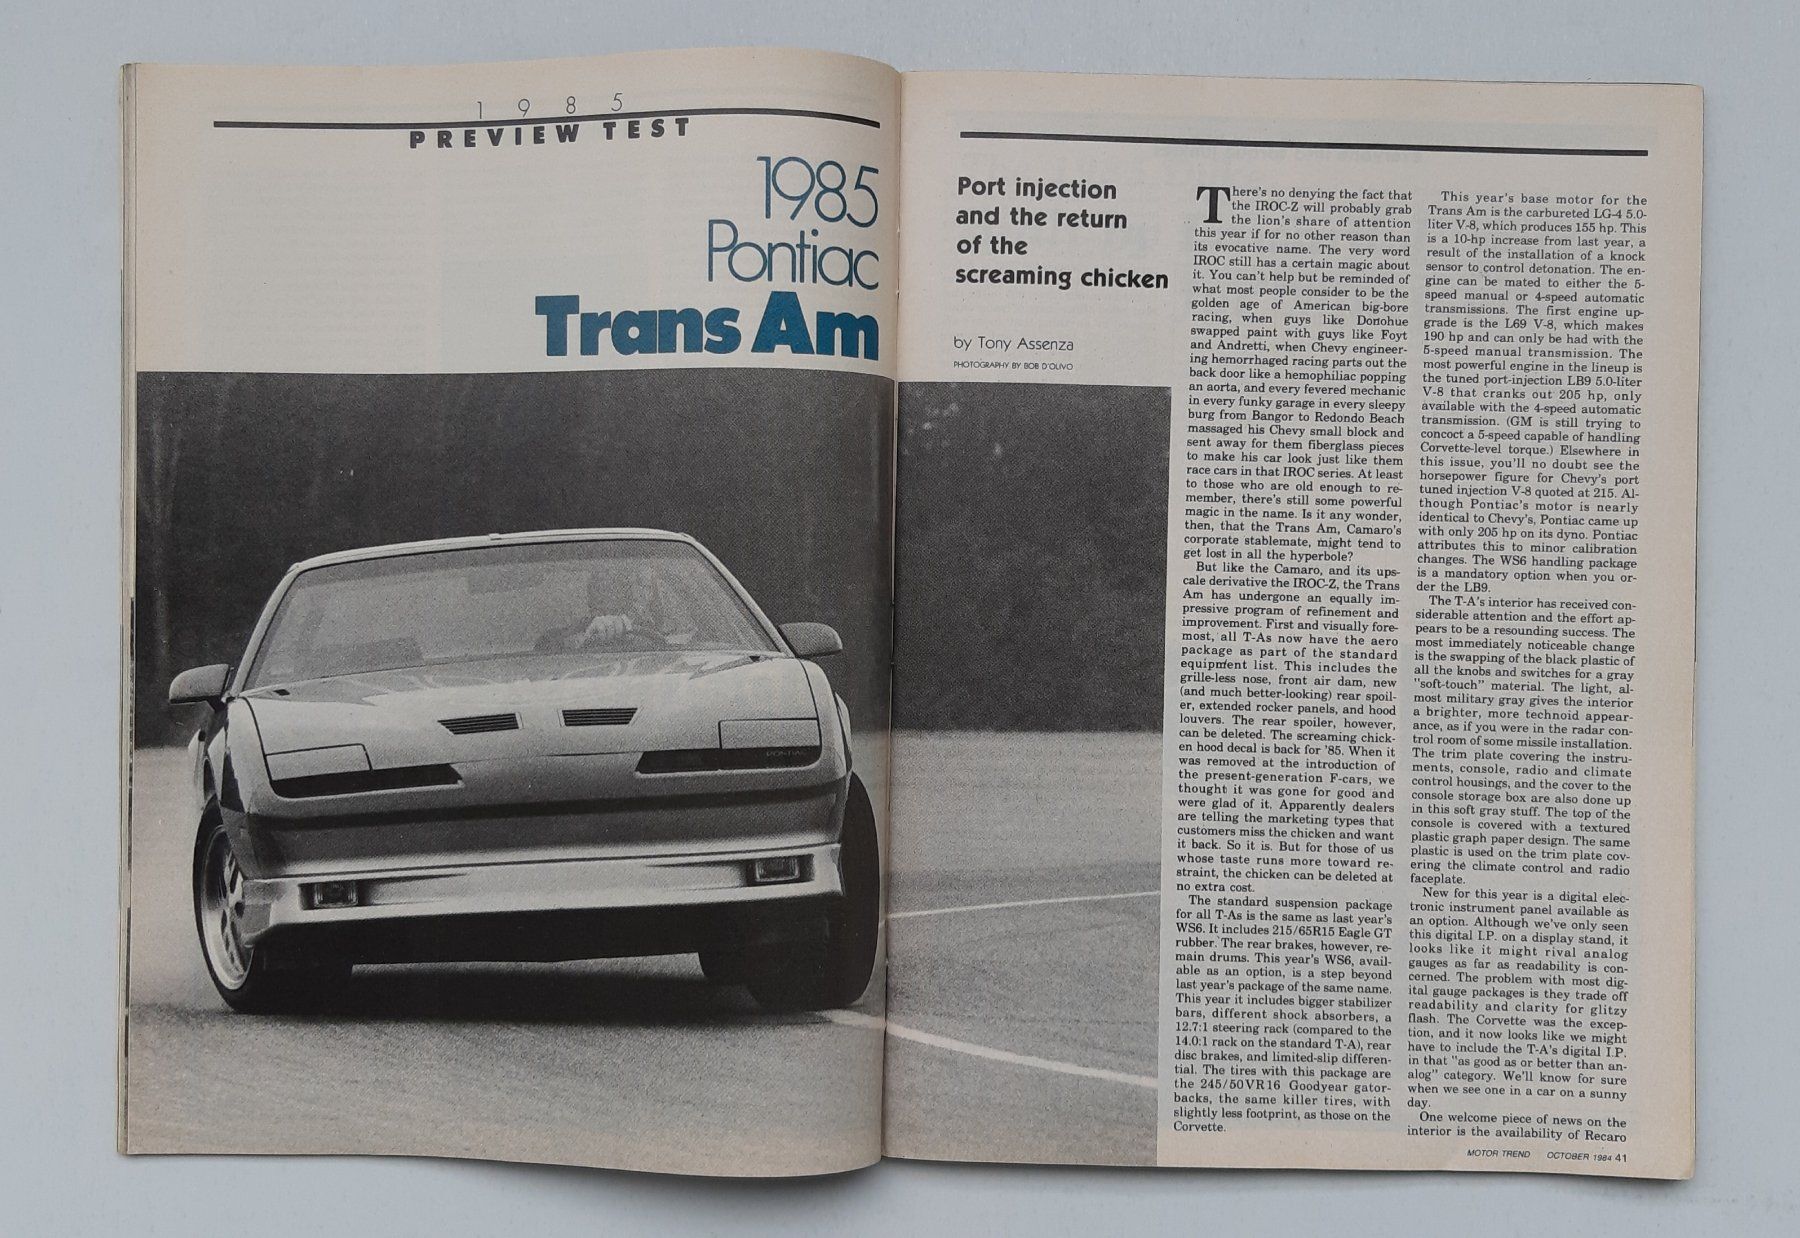 1985
PREVIEW TEST
1985
Pontiac
Trans Am
PONTIAC
Port injection
and the return
of the
screaming chicken
by Tony Assenza
PHOTOGRAPHY BY BOB D'OLIVO
There's no denying the fact that
the IROC-Z will probably grab
the lion's share of attention
this year if for no other reason than
its evocative name. The very word
IROC still has a certain magic about
it. You can't help but be reminded of
what most people consider to be the
golden age of American big-bore
racing, when guys like Donohue
swapped paint with guys like Foyt
and Andretti, when Chevy engineer-
ing hemorrhaged racing parts out the
back door like a hemophiliac popping
an aorta, and every fevered mechanic
in every funky garage in every sleepy
burg from Bangor to Redondo Beach
massaged his Chevy small block and
sent away for them fiberglass pieces
to make his car look just like them
race cars in that IROC series. At least
to those who are old enough to re-
member, there's still some powerful
magic in the name. Is it any wonder,
then, that the Trans Am, Camaro's
corporate stablemate, might tend to
get lost in all the hyperbole?
But like the Camaro, and its ups-
cale derivative the IROC-Z, the Trans
Am has undergone an equally im-
pressive program of refinement and
improvement. First and visually fore-
most, all T-As now have the aero
package as part of the standard
equipment list. This includes the
grille-less nose, front air dam, new
(and much better-looking) rear spoil-
er, extended rocker panels, and hood
louvers. The rear spoiler, however,
can be deleted. The screaming chick-
en hood decal is back for '85. When it
was removed at the introduction of
the present-generation F-cars, we
thought it was gone for good and
were glad of it. Apparently dealers
are telling the marketing types that
customers miss the chicken and want
it back. So it is. But for those of us
whose taste runs more toward re-
straint, the chicken can be deleted at
no extra cost.
The standard suspension package
for all T-As is the same as last year's
WS6. It includes 215/65R15 Eagle GT
rubber. The rear brakes, however, re-
main drums. This year's WS6, avail-
able as an option, is a step beyond
last year's package of the same name.
This year it includes bigger stabilizer
bars, different shock absorbers, a
12.7:1 steering rack (compared to the
14.0:1 rack on the standard T-A), rear
disc brakes, and limited-slip differen-
tial. The tires with this package are
the 245/50VR16 Goodyear gator-
backs, the same killer tires, with
slightly less footprint, as those on the
Corvette.
This year's base motor for the
Trans Am is the carbureted LG-4 5.0-
liter V-8, which produces 155 hp. This
is a 10-hp increase from last year, a
result of the installation of a knock
sensor to control detonation. The en-
gine can be mated to either the 5-
speed manual or 4-speed automatic
transmissions. The first engine up-
grade is the L69 V-8, which makes
190 hp and can only be had with the
5-speed manual transmission. The
most powerful engine in the lineup is
the tuned port-injection LB9 5.0-liter
V-8 that cranks out 205 hp, only
available with the 4-speed automatic
transmission. (GM is still trying to
concoct a 5-speed capable of handling
Corvette-level torque.) Elsewhere in
this issue, you'll no doubt see the
horsepower figure for Chevy's port
tuned injection V-8 quoted at 215. Al-
though Pontiac's motor is nearly
identical to Chevy's, Pontiac came up
with only 205 hp on its dyno. Pontiac
attributes this to minor calibration
changes. The WS6 handling package
is a mandatory option when you or-
der the LB9.
The T-A's interior has received con-
siderable attention and the effort ap-
pears to be a resounding success. The
most immediately noticeable change
is the swapping of the black plastic of
all the knobs and switches for a gray
"soft-touch" material. The light, al-
most military gray gives the interior
a brighter, more technoid appear-
ance, as if you were in the radar con-
trol room of some missile installation.
The trim plate covering the instru-
ments, console, radio and climate
control housings, and the cover to the
console storage box are also done up
in this soft gray stuff. The top of the
console is covered with a textured
plastic graph paper design. The same
plastic is used on the trim plate cov-
ering the climate control and radio
faceplate.
New for this year is a digital elec-
tronic instrument panel available as
an option. Although we've only seen
this digital I.P. on a display stand, it
looks like it might rival analog
gauges as far as readability is con-
cerned. The problem with most dig-
ital gauge packages is they trade off
readability and clarity for glitzy
flash. The Corvette was the excep-
tion, and it now looks like we might
have to include the T-A's digital I.P.
in that "as good as or better than an-
alog" category. We'll know for sure
when we see one in a car on a sunny
day.
One welcome piece of news on the
interior is the availability of Recaro
MOTOR TREND OCTOBER 1984 41